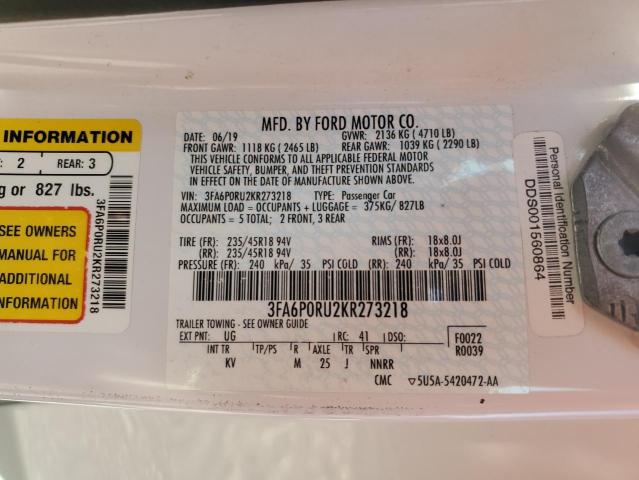 INFORMATION
: 2 REAR: 3
g or 827 lbs.
SEE OWNERS
MANUAL FOR
ADDITIONAL
INFORMATION
3FA6P0RU2KR273218
MFD. BY FORD MOTOR CO.
DATE: 06/19 GVWR: 2136 KG ( 4710 LB)
FRONT GAWR: 1118 KG ( 2465 LB) REAR GAWR: 1039 KG ( 2290 LB)
THIS VEHICLE CONFORMS TO ALL APPLICABLE FEDERAL MOTOR
VEHICLE SAFETY, BUMPER, AND THEFT PREVENTION STANDARDS
IN EFFECT ON THE DATE OF MANUFACTURE SHOWN ABOVE.
VIN: 3FA6P0RU2KR273218 TYPE: Passenger Car
MAXIMUM LOAD = OCCUPANTS + LUGGAGE = 375KG/ 827LB
OCCUPANTS = 5 TOTAL; 2 FRONT, 3 REAR
TIRE (FR): 235/45R18 94V RIMS (FR): 18x8.0J
(RR): 235/45R18 94V (RR): 18x8.0J
PRESSURE (FR): 240 kPa/ 35 PSI COLD (RR): 240 kPa/ 35 PSI COLD
3FA6P0RU2KR273218
TRAILER TOWING - SEE OWNER GUIDE
EXT PNT: UG RC: 41 DSO: F0022
R0039
INT TR TP/PS R AXLE TR SPR
KV M 25 J NNRR
CMC ▽5USA-5420472-AA
Personal Identification Number
DDS001560864